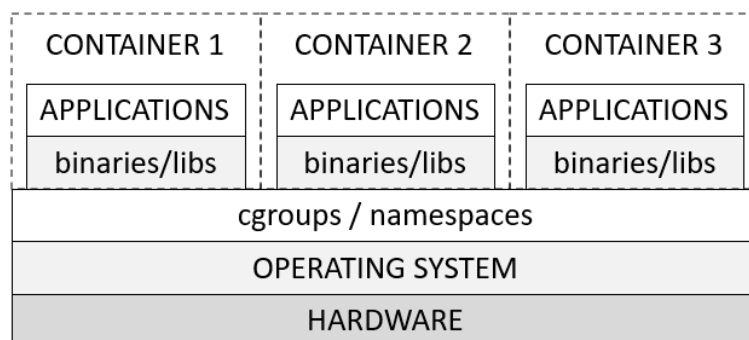 CONTAINER 1
CONTAINER 2
CONTAINER 3
APPLICATIONS
APPLICATIONS
APPLICATIONS
binaries/libs
binaries/libs
binaries/libs
cgroups / namespaces
OPERATING SYSTEM
HARDWARE